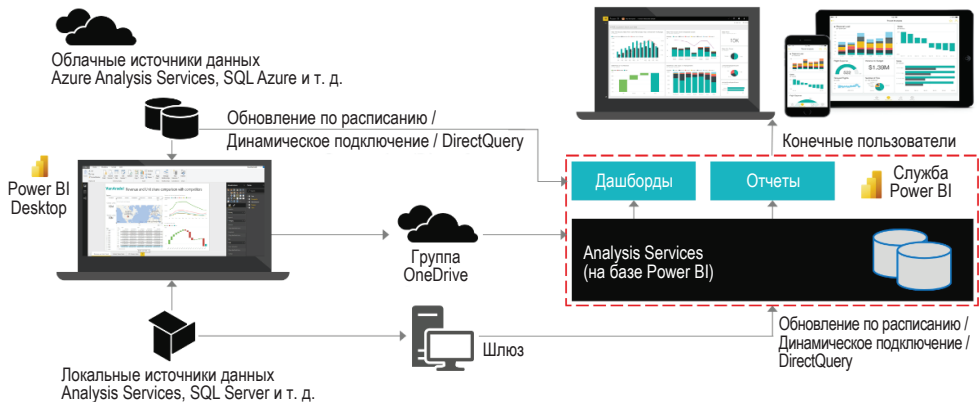 Облачные источники данных
Azure Analysis Services, SQL Azure и т. д.
Обновление по расписанию /
Динамическое подключение / DirectQuery
Конечные пользователи
Power BI
Desktop
Дашборды
Отчеты
Служба
Power BI
Группа
OneDrive
Analysis Services
(на базе Power BI)
Шлюз
Обновление по расписанию /
Динамическое подключение /
DirectQuery
Локальные источники данных
Analysis Services, SQL Server и т. д.